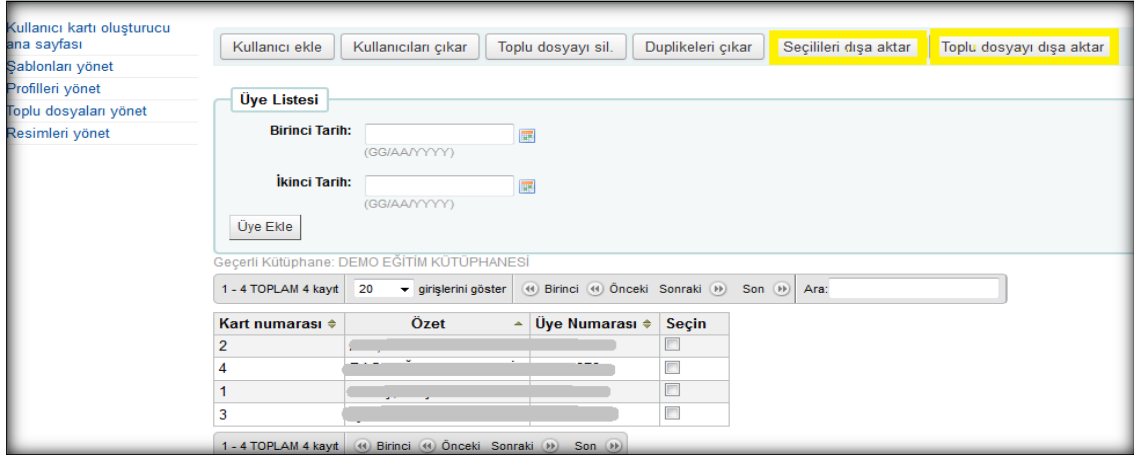 Kullanıcı kartı oluşturucu
ana sayfası
Şablonları yönet
Profilleri yönet
Toplu dosyaları yönet
Resimleri yönet
Kullanıcı ekle Kullanıcıları çıkar Toplu dosyayı sil. Duplikeleri çıkar Seçilileri dışa aktar Toplu dosyayı dışa aktar
Üye Listesi
Birinci Tarih:
(GG/AA/YYYY)
İkinci Tarih:
(GG/AA/YYYY)
Üye Ekle
Geçerli Kütüphane: DEMO EĞİTİM KÜTÜPHANESİ
1 - 4 TOPLAM 4 kayıt 20 girişlerini göster Birinci Önceki Sonraki Son Ara:
Kart numarası Özet Üye Numarası Seçin
2
4
1
3
1 - 4 TOPLAM 4 kayıt Birinci Önceki Sonraki Son